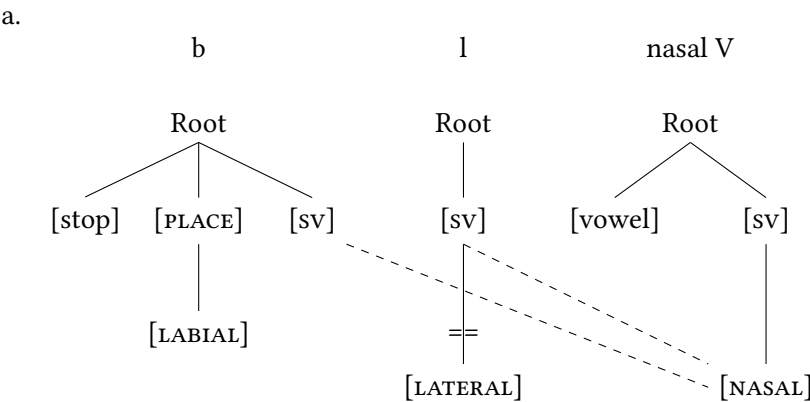 a.
b l nasal V
Root Root Root
[stop] [PLACE] [sv] [sv] [vowel] [sv]
[LABIAL]
[LATERAL] [NASAL]